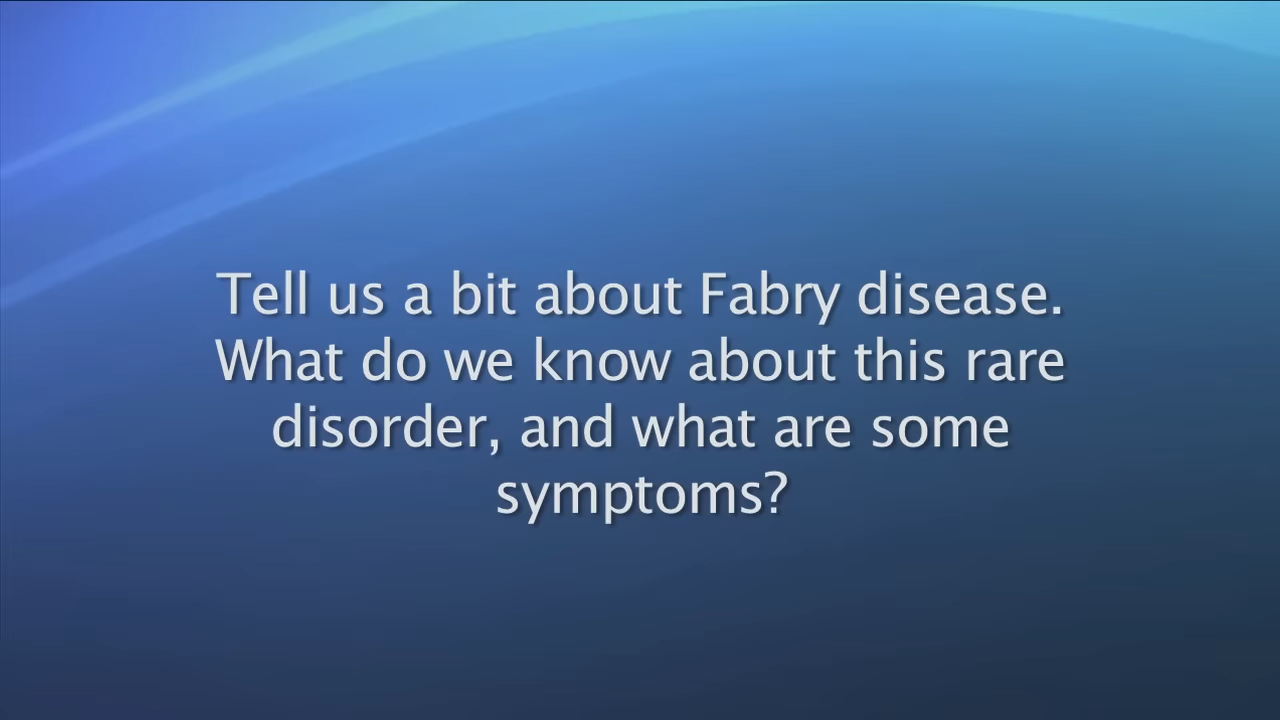 Tell us a bit about Fabry disease.
What do we know about this rare
disorder, and what are some
symptoms?